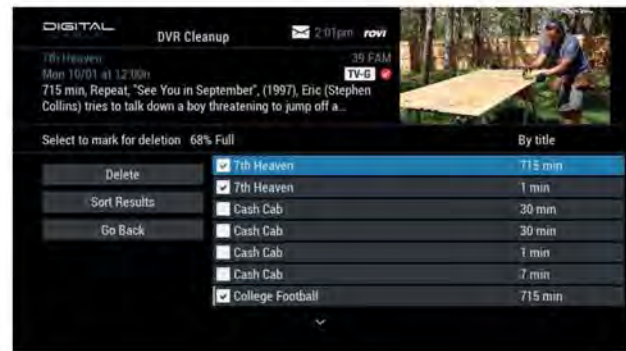 DIGITAL DVR Cleanup 2:01pm rovi
7th Heaven 39 FAM
Mon 10/01 at 12:00n TV-G
715 min, Repeat, "See You in September", (1997), Eric (Stephen
Collins) tries to talk down a boy threatening to jump off a...
Select to mark for deletion 68% Full By title
Delete
Sort Results
Go Back
7th Heaven 715 min
7th Heaven 1 min
Cash Cab 30 min
Cash Cab 30 min
Cash Cab 1 min
Cash Cab 7 min
College Football 715 min